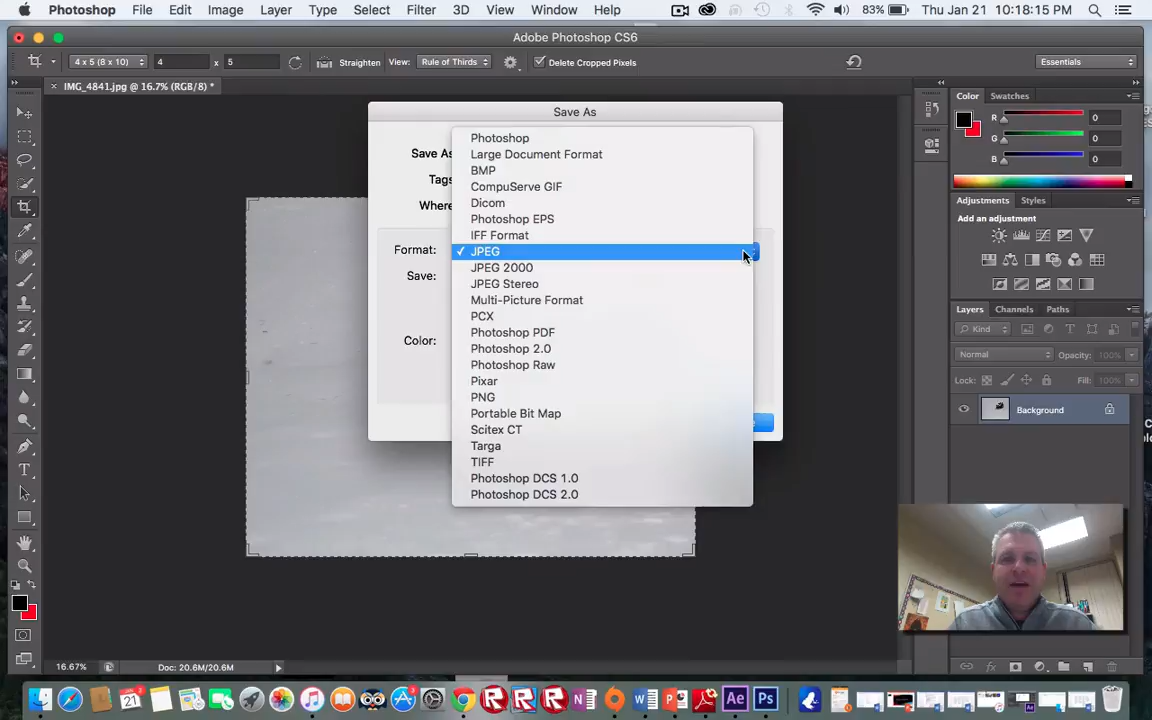 Photoshop File Edit Image Layer Type Select Filter 3D View Window Help 83% Thu Jan 21 10:18:15 PM
Adobe Photoshop CS6
4 x 5 (8 x 10) 4 x 5 Straighten View: Rule of Thirds Delete Cropped Pixels Essentials
IMG_4841.jpg @ 16.7% (RGB/8) *
Save As
Save As
Tags
Where
Format:
Save:
Color:
Photoshop
Large Document Format
BMP
CompuServe GIF
Dicom
Photoshop EPS
IFF Format
✓ JPEG
JPEG 2000
JPEG Stereo
Multi-Picture Format
PCX
Photoshop PDF
Photoshop 2.0
Photoshop Raw
Pixar
PNG
Portable Bit Map
Scitex CT
Targa
TIFF
Photoshop DCS 1.0
Photoshop DCS 2.0
Color Swatches
R 0
G 0
B 0
Adjustments Styles
Add an adjustment
Layers Channels Paths
Kind
Normal Opacity: 100%
Lock: Fill: 100%
Background
16.67% Doc: 20.6M/20.6M
21 Ae Ps